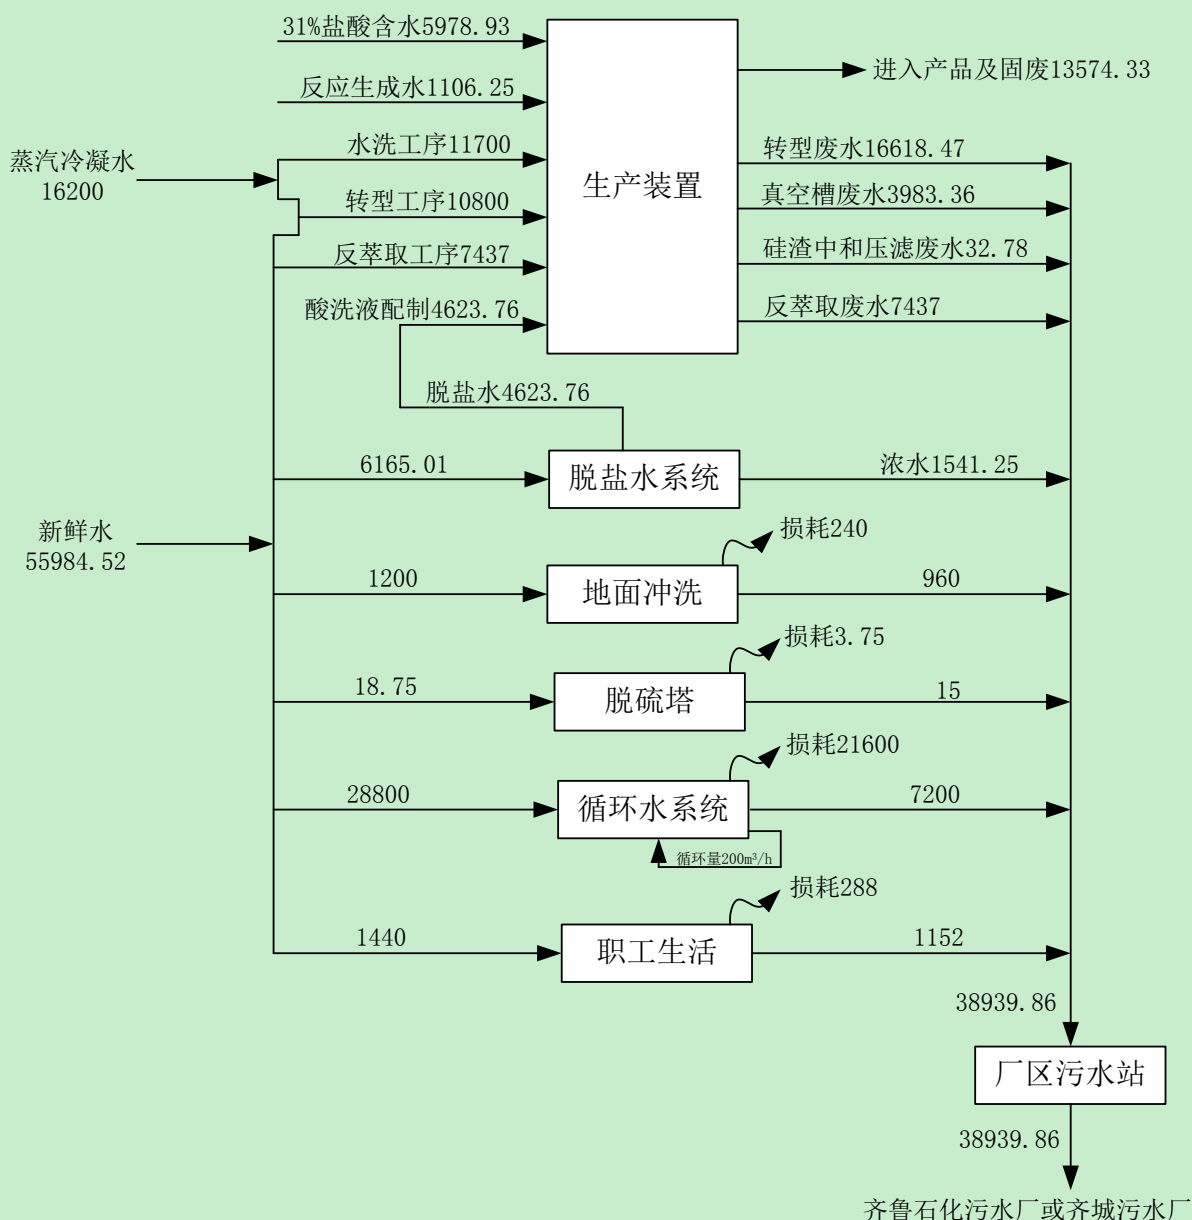 31%盐酸含水5978.93
进入产品及固废13574.33
反应生成水1106.25
水洗工序11700
转型废水16618.47
蒸汽冷凝水
16200
生产装置
转型工序10800
真空槽废水3983.36
反萃取工序7437
硅渣中和压滤废水32.78
酸洗液配制4623.76
反萃取废水7437
脱盐水4623.76
6165.01
脱盐水系统
浓水1541.25
新鲜水
55984.52
损耗240
1200
地面冲洗
960
损耗3.75
18.75
脱硫塔
15
损耗21600
28800
循环水系统
7200
循环量200m³/h
损耗288
1440
职工生活
1152
38939.86
厂区污水站
38939.86
齐鲁石化污水厂或齐城污水厂